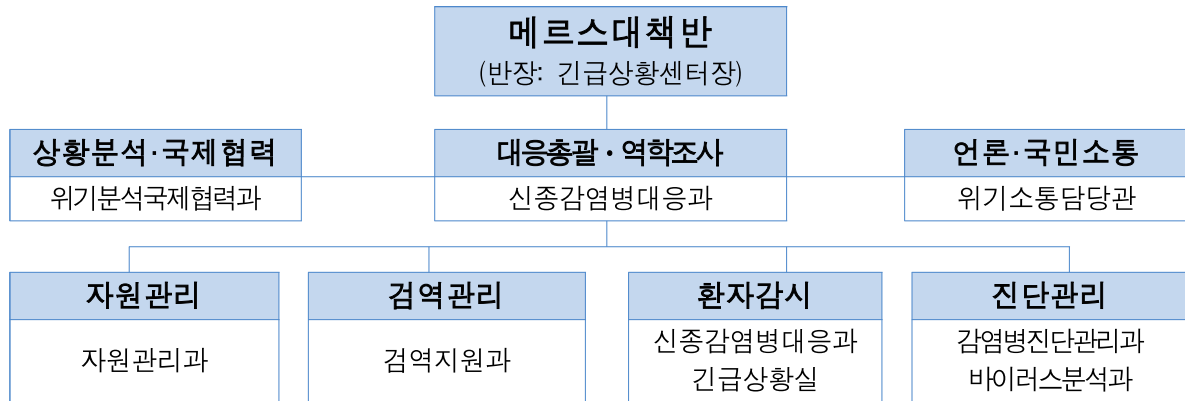 메르스대책반
(반장: 긴급상황센터장)
상황분석·국제협력
위기분석국제협력과
대응총괄·역학조사
신종감염병대응과
언론·국민소통
위기소통담당관
자원관리
자원관리과
검역관리
검역지원과
환자감시
신종감염병대응과
긴급상황실
진단관리
감염병진단관리과
바이러스분석과